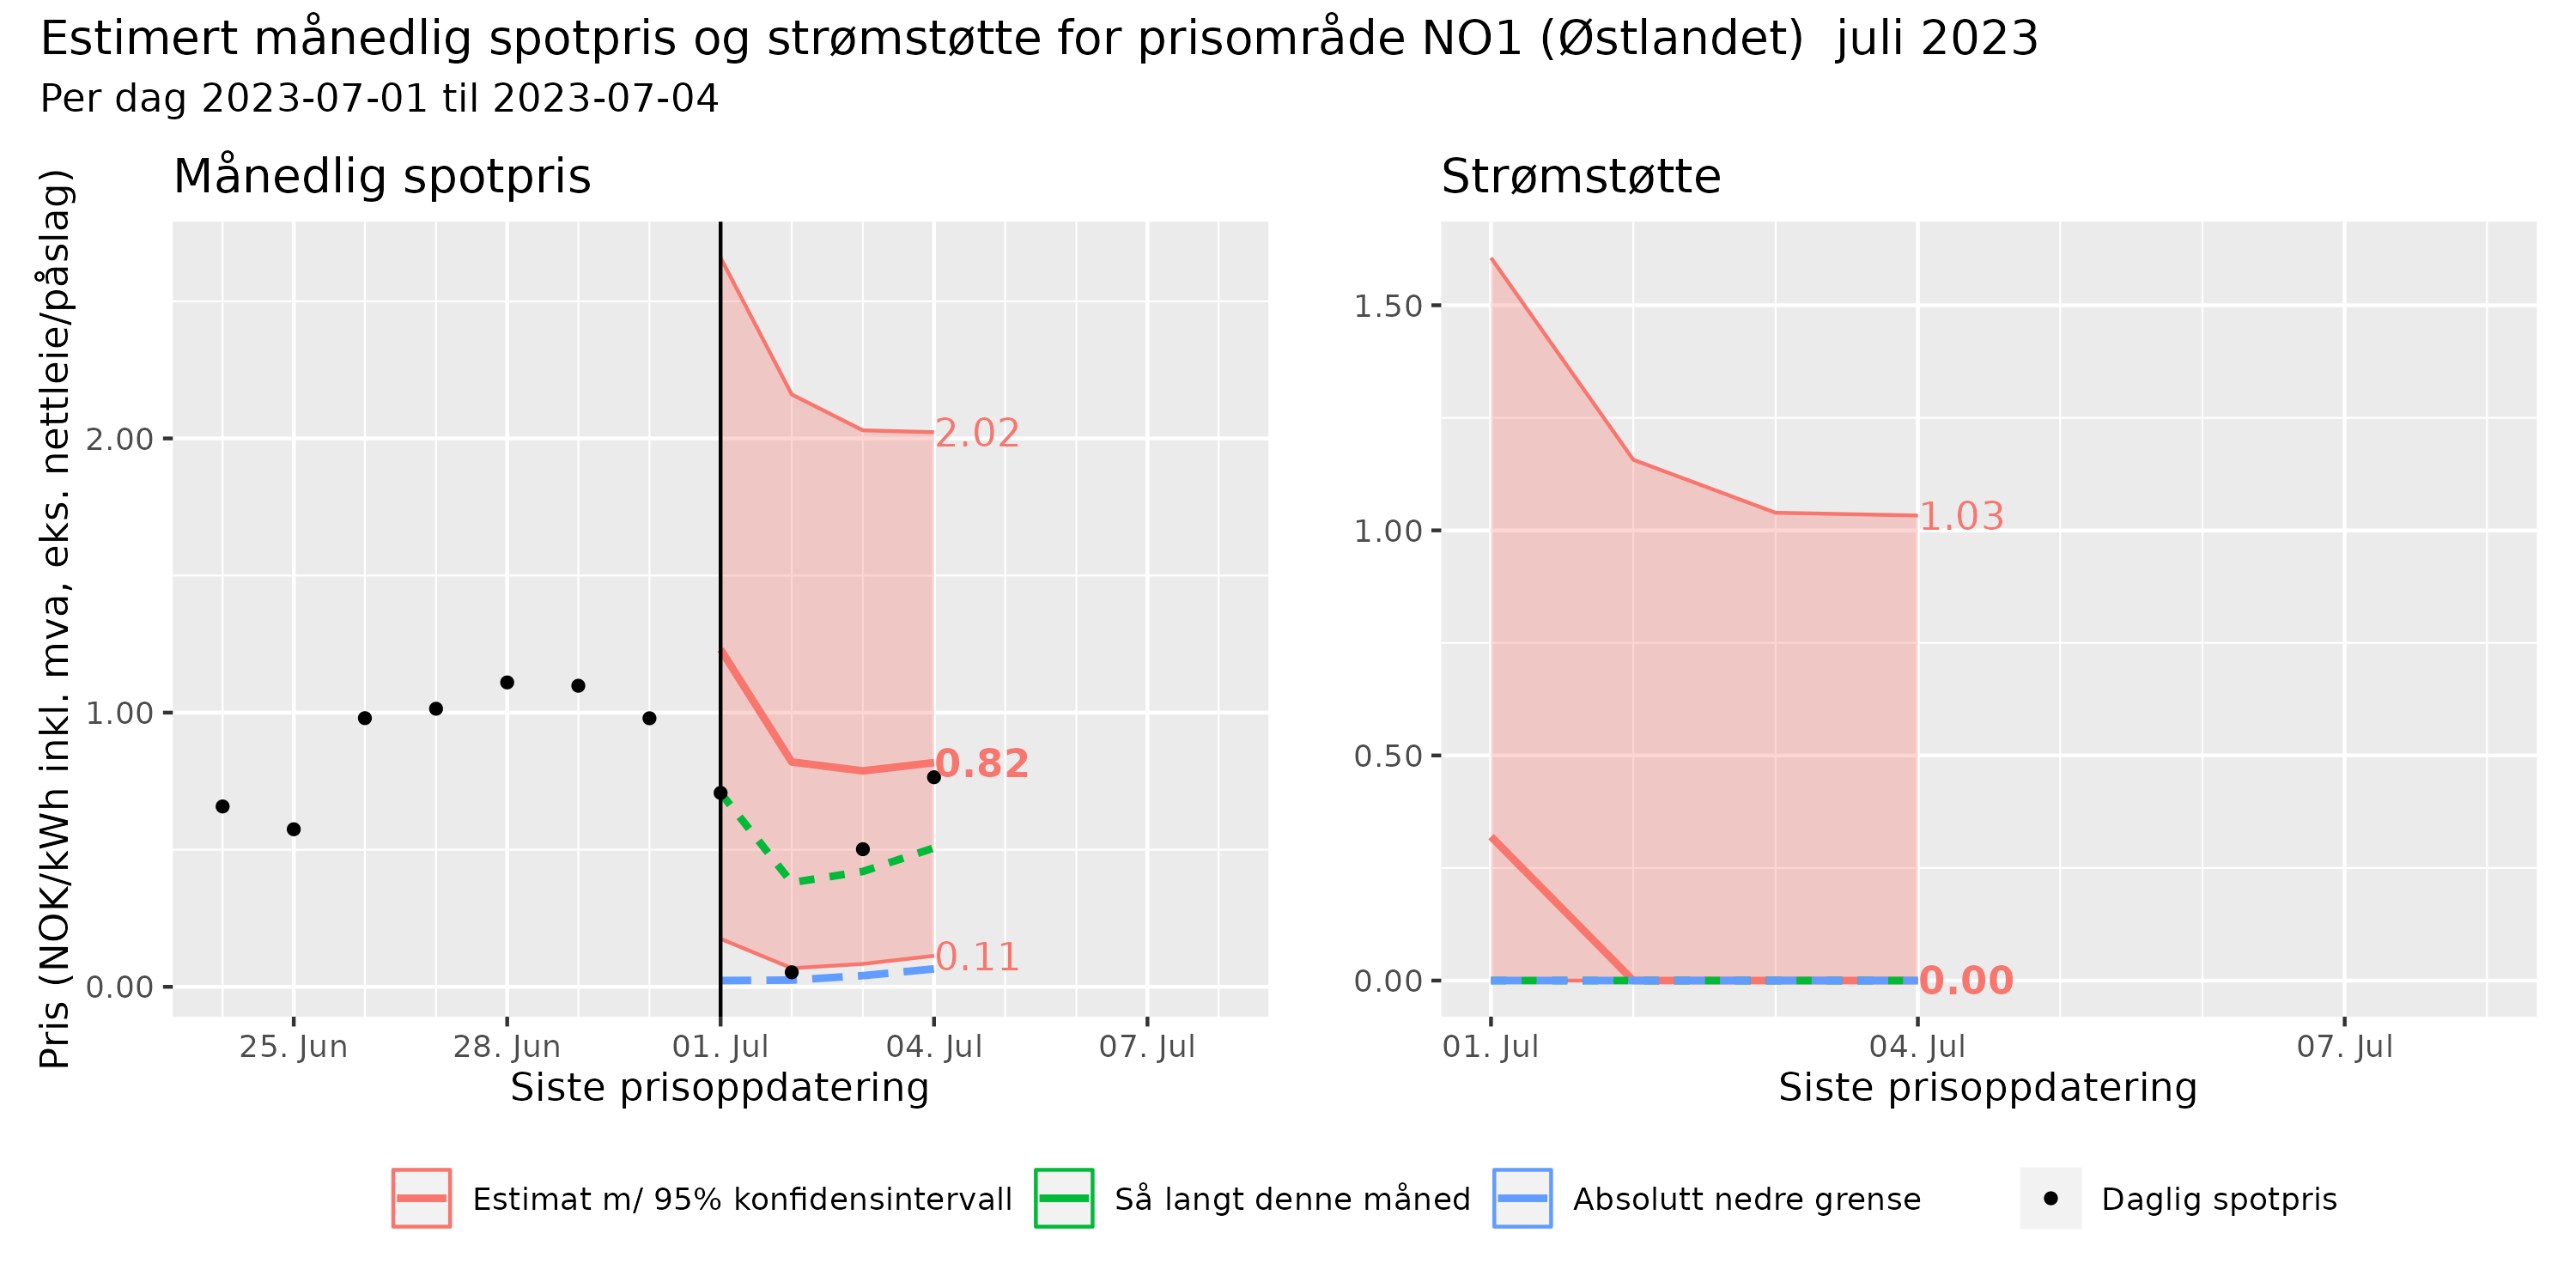 Estimert månedlig spotpris og strømstøtte for prisområde NO1 (Østlandet)  juli 2023
Per dag 2023-07-01 til 2023-07-04
Månedlig spotpris
Pris (NOK/kWh inkl. mva, eks. nettleie/påslag)
2.00
1.00
0.00
2.02
0.82
0.11
25. Jun
28. Jun
01. Jul
04. Jul
07. Jul
Siste prisoppdatering
Strømstøtte
1.50
1.00
0.50
0.00
1.03
0.00
01. Jul
04. Jul
07. Jul
Siste prisoppdatering
Estimat m/ 95% konfidensintervall
Så langt denne måned
Absolutt nedre grense
Daglig spotpris